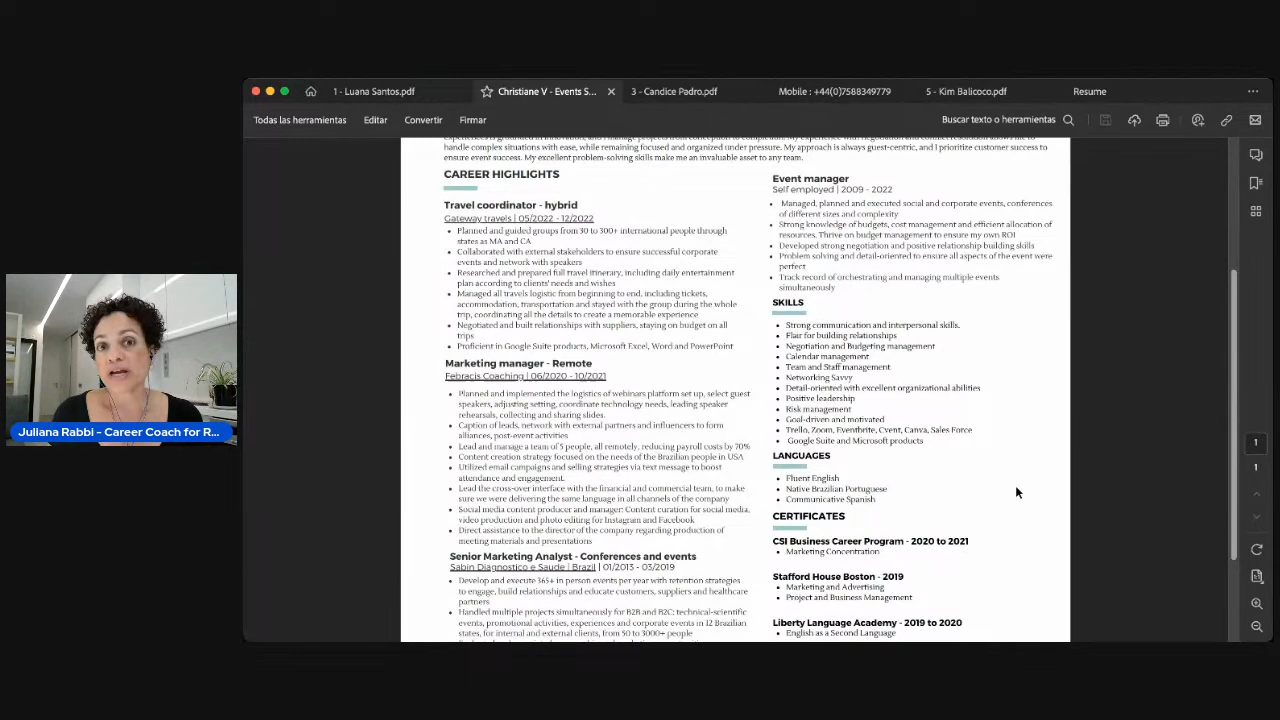 1 - Luana Santos.pdf
Christiane V - Events S...
3 - Candice Padro.pdf
Mobile : +44(0)7588349779
5 - Kim Balicoco.pdf
Resume
Todas las herramientas
Editar
Convertir
Firmar
Buscar texto o herramientas
handle complex situations with ease, while remaining focused and organized under pressure. My approach is always guest-centric, and I prioritize customer success to
ensure event success. My excellent problem-solving skills make me an invaluable asset to any team.
CAREER HIGHLIGHTS
Travel coordinator - hybrid
Gateway travels | 05/2022 - 12/2022
• Planned and guided groups from 30 to 300+ international people through
states as MA and CA
• Collaborated with external stakeholders to ensure successful corporate
events and network with speakers
• Researched and prepared full travel itinerary, including daily entertainment
plan according to clients' needs and wishes
• Managed all travels logistic from beginning to end, including tickets,
accommodation, transportation and stayed with the group during the whole
trip, coordinating all the details to create a memorable experience
• Negotiated and built relationships with suppliers, staying on budget on all
trips
• Proficient in Google Suite products, Microsoft Excel, Word and PowerPoint
Marketing manager - Remote
Febracis Coaching | 06/2020 - 10/2021
• Planned and implemented the logistics of webinars platform set up, select guest
speakers, adjusting setting, coordinate technology needs, leading speaker
rehearsals, collecting and sharing slides.
• Caption of leads, network with external partners and influencers to form
alliances, post-event activities
• Lead and manage a team of 5 people, all remotely, reducing payroll costs by 70%
• Content creation strategy focused on the needs of the Brazilian people in USA
• Utilized email campaigns and selling strategies via text message to boost
attendance and engagement.
• Lead the cross-over interface with the financial and commercial team, to make
sure we were delivering the same language in all channels of the company
• Social media content producer and manager: Content curation for social media,
video production and photo editing for Instagram and Facebook
• Direct assistance to the director of the company regarding production of
meeting materials and presentations
Senior Marketing Analyst - Conferences and events
Sabin Diagnostico e Saude | Brazil | 01/2013 - 03/2019
• Develop and execute 365+ in person events per year with retention strategies
to engage, build relationships and educate customers, suppliers and healthcare
partners
• Handled multiple projects simultaneously for B2B and B2C: technical-scientific
events, promotional activities, experiences and corporate events in 12 Brazilian
states, for internal and external clients, from 50 to 3000+ people
Event manager
Self employed | 2009 - 2022
• Managed, planned and executed social and corporate events, conferences
of different sizes and complexity
• Strong knowledge of budgets, cost management and efficient allocation of
resources. Thrive on budget management to ensure my own ROI
• Developed strong negotiation and positive relationship building skills
• Problem solving and detail-oriented to ensure all aspects of the event were
perfect
• Track record of orchestrating and managing multiple events
simultaneously
SKILLS
• Strong communication and interpersonal skills.
• Flair for building relationships
• Negotiation and Budgeting management
• Calendar management
• Team and Staff management
• Networking Savvy
• Detail-oriented with excellent organizational abilities
• Positive leadership
• Risk management
• Goal-driven and motivated
• Trello, Zoom, Eventbrite, Cvent, Canva, Sales Force
• Google Suite and Microsoft products
LANGUAGES
• Fluent English
• Native Brazilian Portuguese
• Communicative Spanish
CERTIFICATES
CSI Business Career Program - 2020 to 2021
• Marketing Concentration
Stafford House Boston - 2019
• Marketing and Advertising
• Project and Business Management
Liberty Language Academy - 2019 to 2020
• English as a Second Language
1
1
Juliana Rabbi - Career Coach for R...